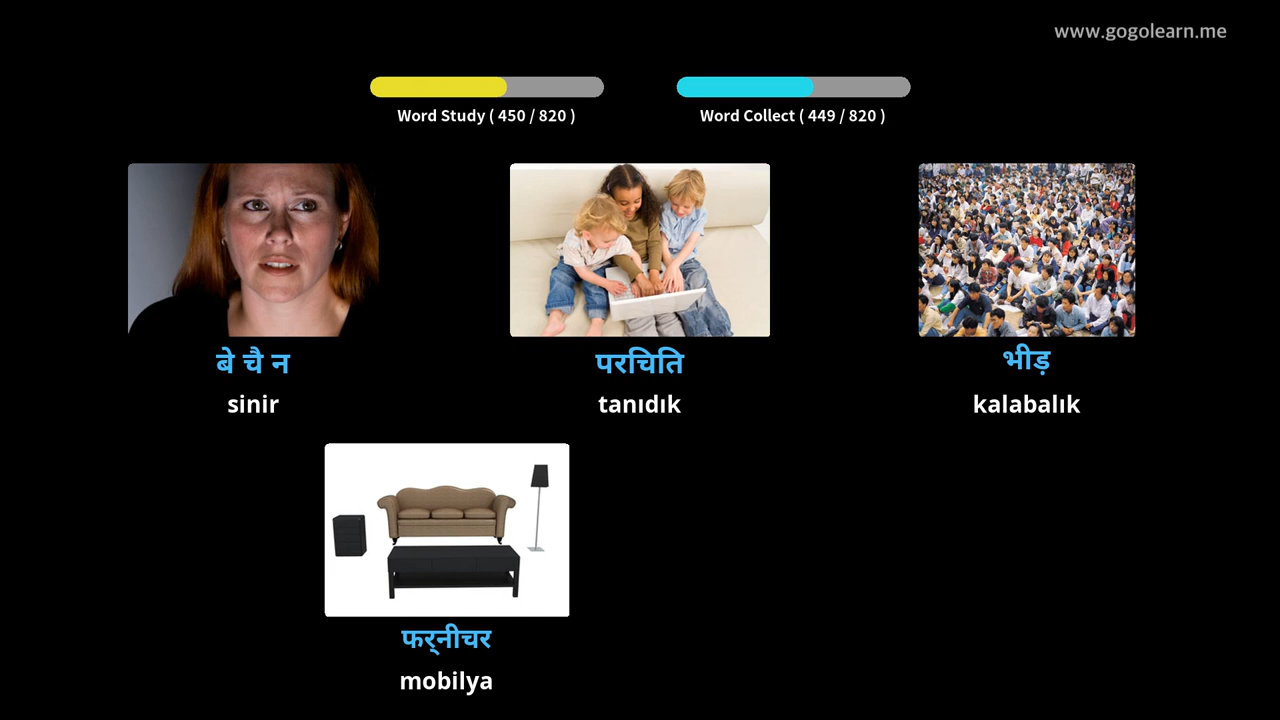 www.gogolearn.me
Word Study ( 450 / 820 )
Word Collect ( 449 / 820 )
बे चै न
परचिति
भीड़
sinir
tanıdık
kalabalık
फर्नीचर
mobilya